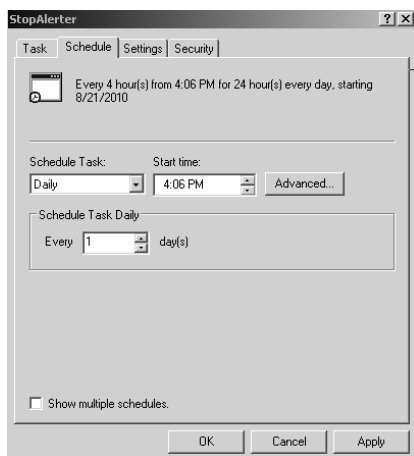 StopAlerter
Task Schedule Settings Security
Every 4 hour(s) from 4:06 PM for 24 hour(s) every day, starting
8/21/2010
Schedule Task: Start time:
Daily 4:06 PM Advanced...
Schedule Task Daily
Every 1 day(s)
Show multiple schedules.
OK Cancel Apply